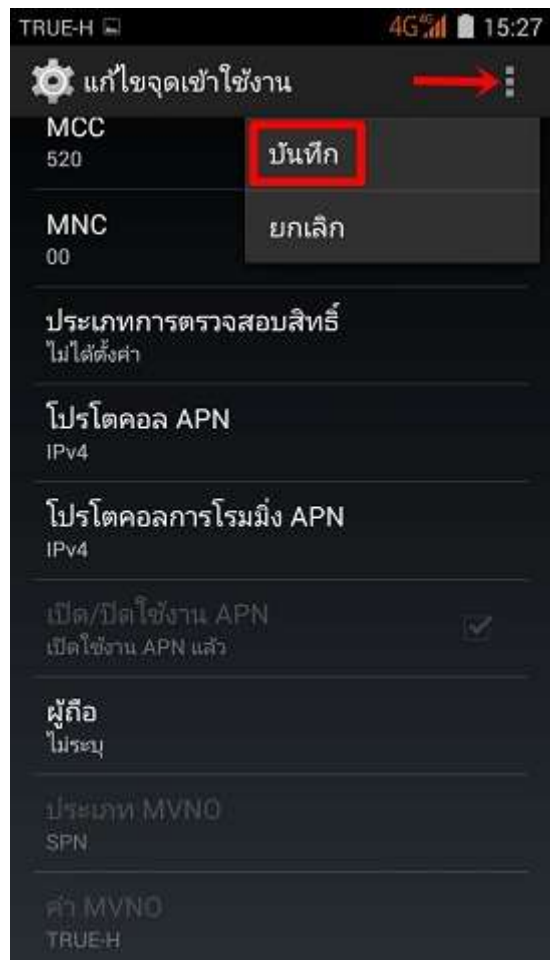 TRUE-H 4G 4G 15:27
แก้ไขจุดเข้าใช้งาน
MCC
520
บันทึก
MNC
00
ยกเลิก
ประเภทการตรวจสอบสิทธิ์
ไม่ได้ตั้งค่า
โปรโตคอล APN
IPv4
โปรโตคอลการโรมมิ่ง APN
IPv4
เปิด/ปิดใช้งาน APN
เปิดใช้งาน APN แล้ว
ผู้ถือ
ไม่ระบุ
ประเภท MVNO
SPN
ค่า MVNO
TRUE-H